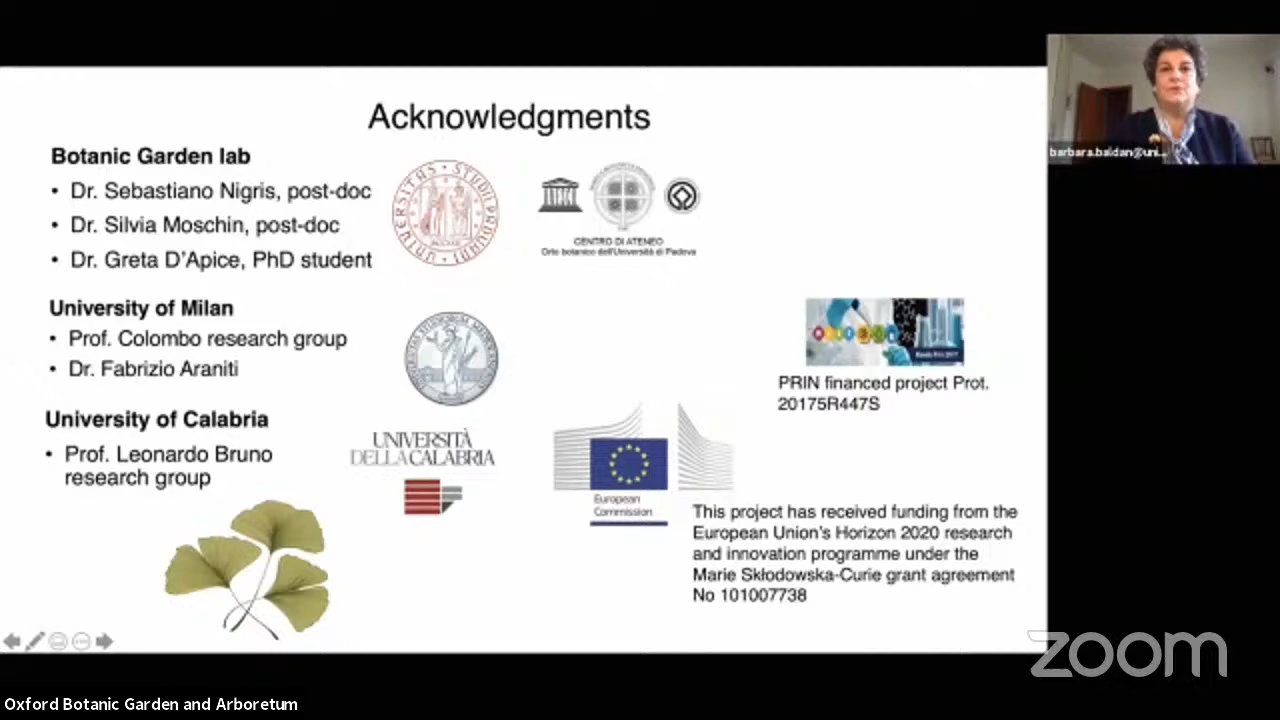 Acknowledgments
Botanic Garden lab
• Dr. Sebastiano Nigris, post-doc
• Dr. Silvia Moschin, post-doc
• Dr. Greta D'Apice, PhD student
CENTRO DI ATENEO
Orto botanico dell'Università di Padova
University of Milan
• Prof. Colombo research group
• Dr. Fabrizio Araniti
University of Calabria
• Prof. Leonardo Bruno
research group
UNIVERSITÀ
DELLA CALABRIA
European
Commission
PRIN financed project Prot.
20175R447S
This project has received funding from the
European Union's Horizon 2020 research
and innovation programme under the
Marie Skłodowska-Curie grant agreement
No 101007738
barbara.baldan@uni...
zoom
Oxford Botanic Garden and Arboretum